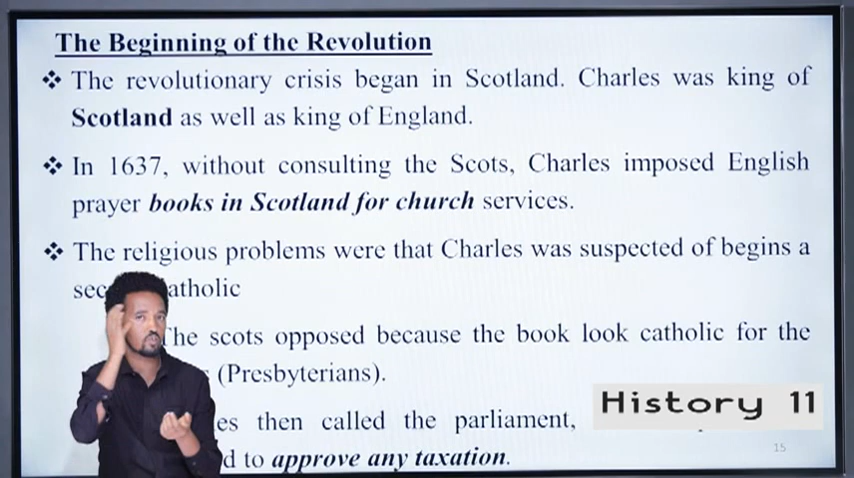 The Beginning of the Revolution
❖ The revolutionary crisis began in Scotland. Charles was king of
Scotland as well as king of England.
❖ In 1637, without consulting the Scots, Charles imposed English
prayer books in Scotland for church services.
❖ The religious problems were that Charles was suspected of begins a
The scots opposed because the book look catholic for the
(Presbyterians).
then called the parliament,
to approve any taxation.
History 11
15